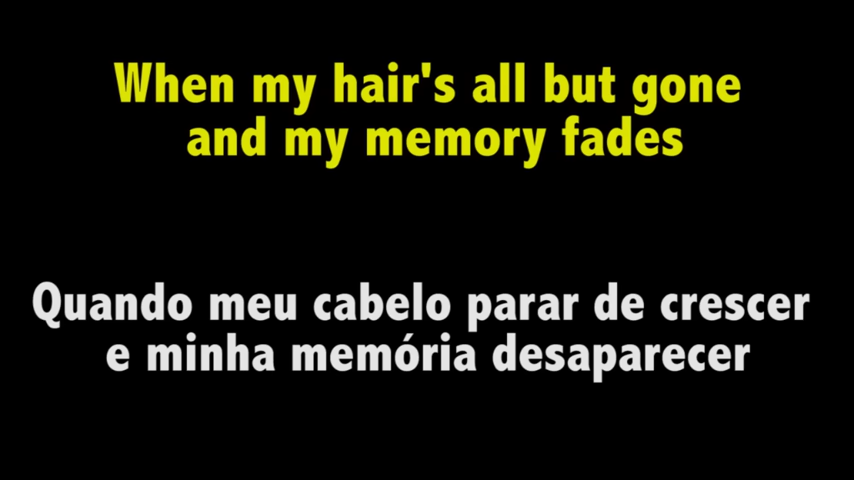 When my hair's all but gone
and my memory fades
Quando meu cabelo parar de crescer
e minha memória desaparecer